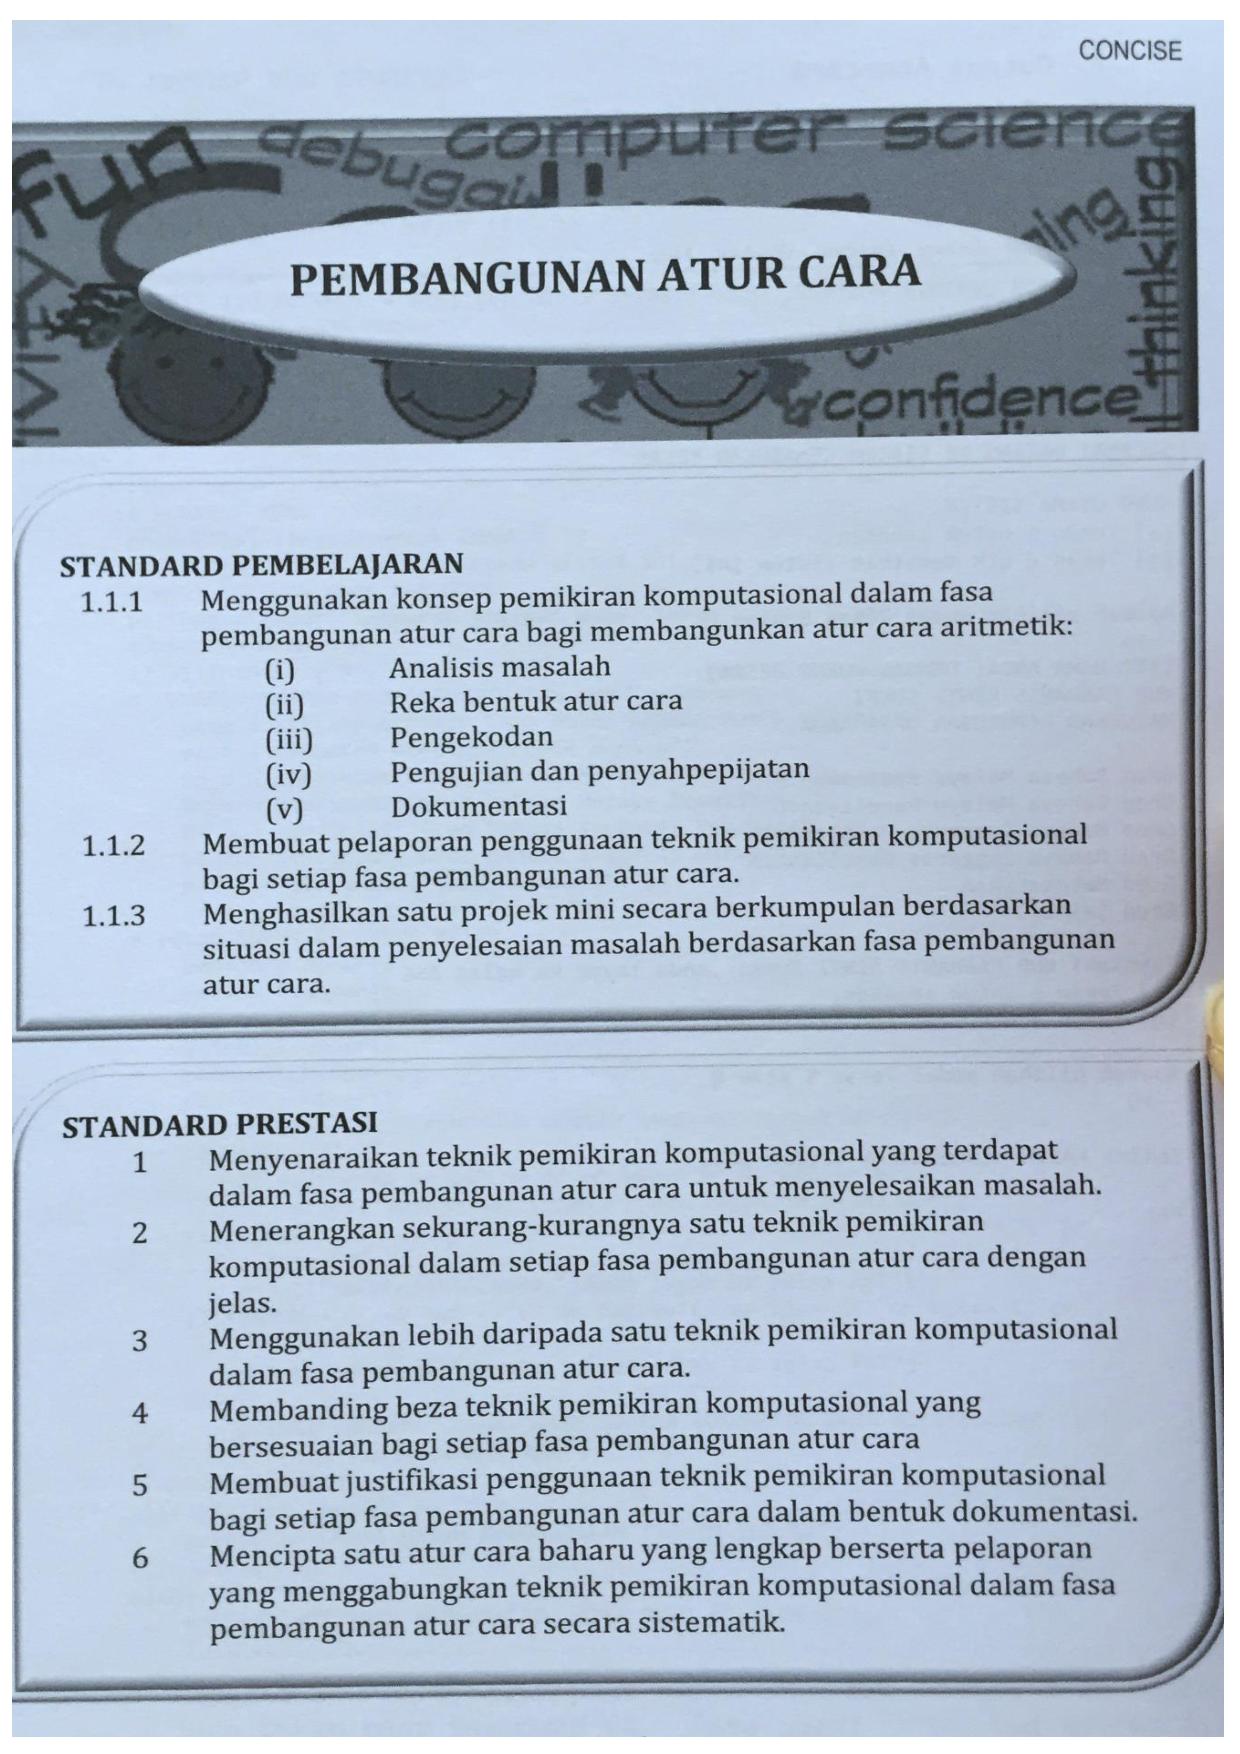 CONCISE
fun
debugging
computer science
thinking
PEMBANGUNAN ATUR CARA
confidence
STANDARD PEMBELAJARAN
1.1.1 Menggunakan konsep pemikiran komputasional dalam fasa
pembangunan atur cara bagi membangunkan atur cara aritmetik:
(i) Analisis masalah
(ii) Reka bentuk atur cara
(iii) Pengekodan
(iv) Pengujian dan penyahpepijatan
(v) Dokumentasi
1.1.2 Membuat pelaporan penggunaan teknik pemikiran komputasional
bagi setiap fasa pembangunan atur cara.
1.1.3 Menghasilkan satu projek mini secara berkumpulan berdasarkan
situasi dalam penyelesaian masalah berdasarkan fasa pembangunan
atur cara.
STANDARD PRESTASI
1 Menyenaraikan teknik pemikiran komputasional yang terdapat
dalam fasa pembangunan atur cara untuk menyelesaikan masalah.
2 Menerangkan sekurang-kurangnya satu teknik pemikiran
komputasional dalam setiap fasa pembangunan atur cara dengan
jelas.
3 Menggunakan lebih daripada satu teknik pemikiran komputasional
dalam fasa pembangunan atur cara.
4 Membanding beza teknik pemikiran komputasional yang
bersesuaian bagi setiap fasa pembangunan atur cara
5 Membuat justifikasi penggunaan teknik pemikiran komputasional
bagi setiap fasa pembangunan atur cara dalam bentuk dokumentasi.
6 Mencipta satu atur cara baharu yang lengkap berserta pelaporan
yang menggabungkan teknik pemikiran komputasional dalam fasa
pembangunan atur cara secara sistematik.